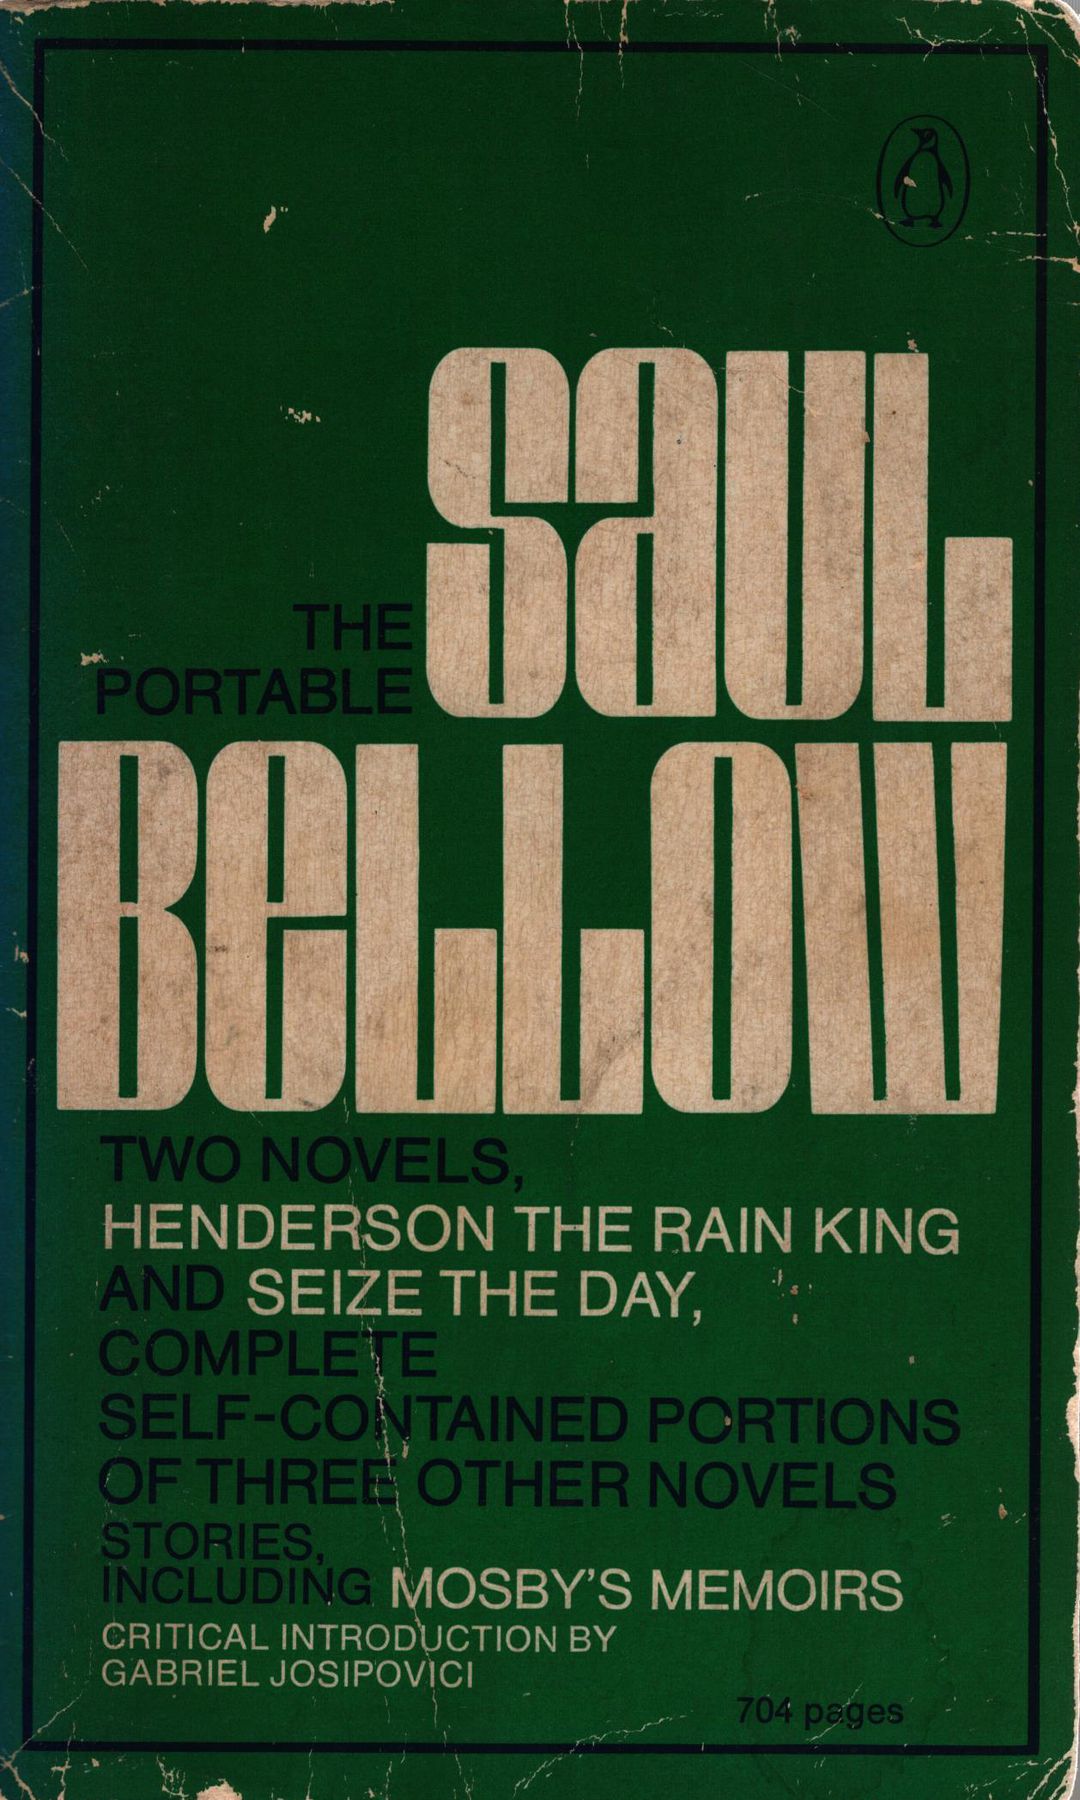 THE
PORTABLE
SaUL
BeLLOW
TWO NOVELS,
HENDERSON THE RAIN KING
AND SEIZE THE DAY,
COMPLETE
SELF-CONTAINED PORTIONS
OF THREE OTHER NOVELS
STORIES,
INCLUDING MOSBY'S MEMOIRS
CRITICAL INTRODUCTION BY
GABRIEL JOSIPOVICI
704 pages